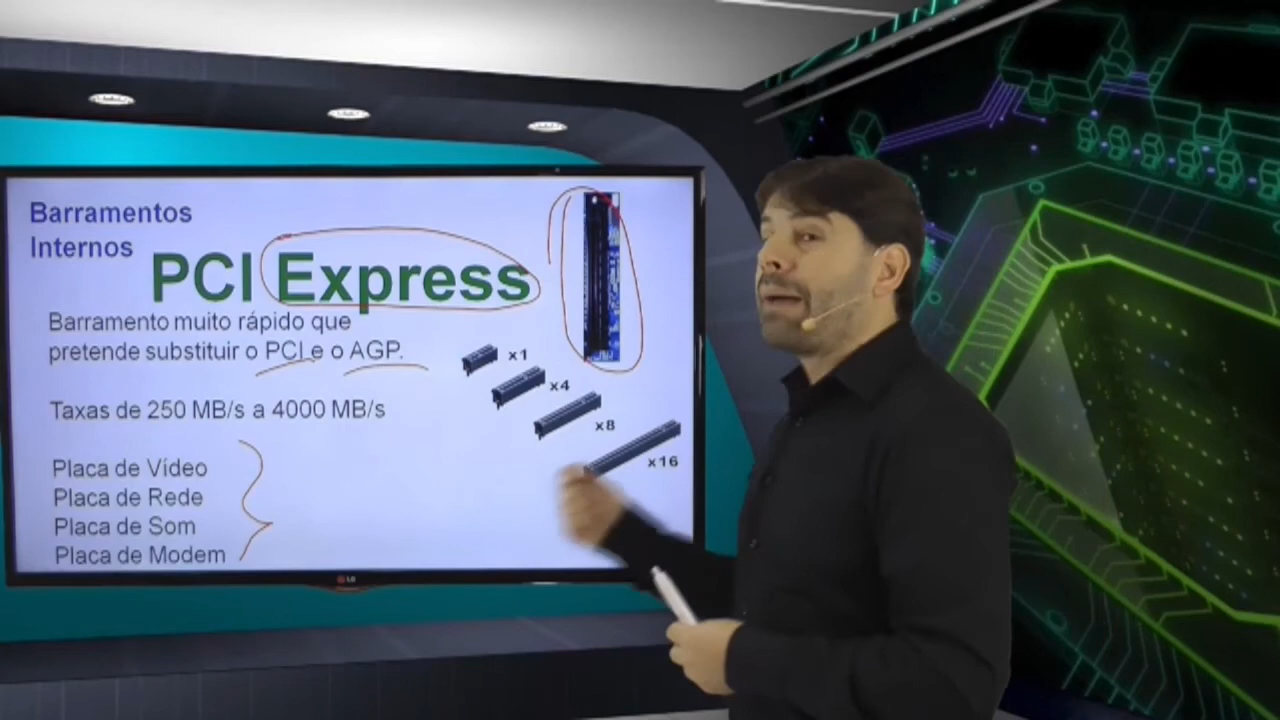 Barramentos
Internos
PCI Express
Barramento muito rápido que
pretende substituir o PCI e o AGP.
Taxas de 250 MB/s a 4000 MB/s
x1
x4
x8
x16
Placa de Vídeo
Placa de Rede
Placa de Som
Placa de Modem
LG